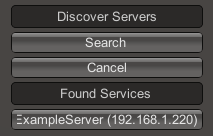 Discover Servers
Search
Cancel
Found Services
ExampleServer (192.168.1.220)